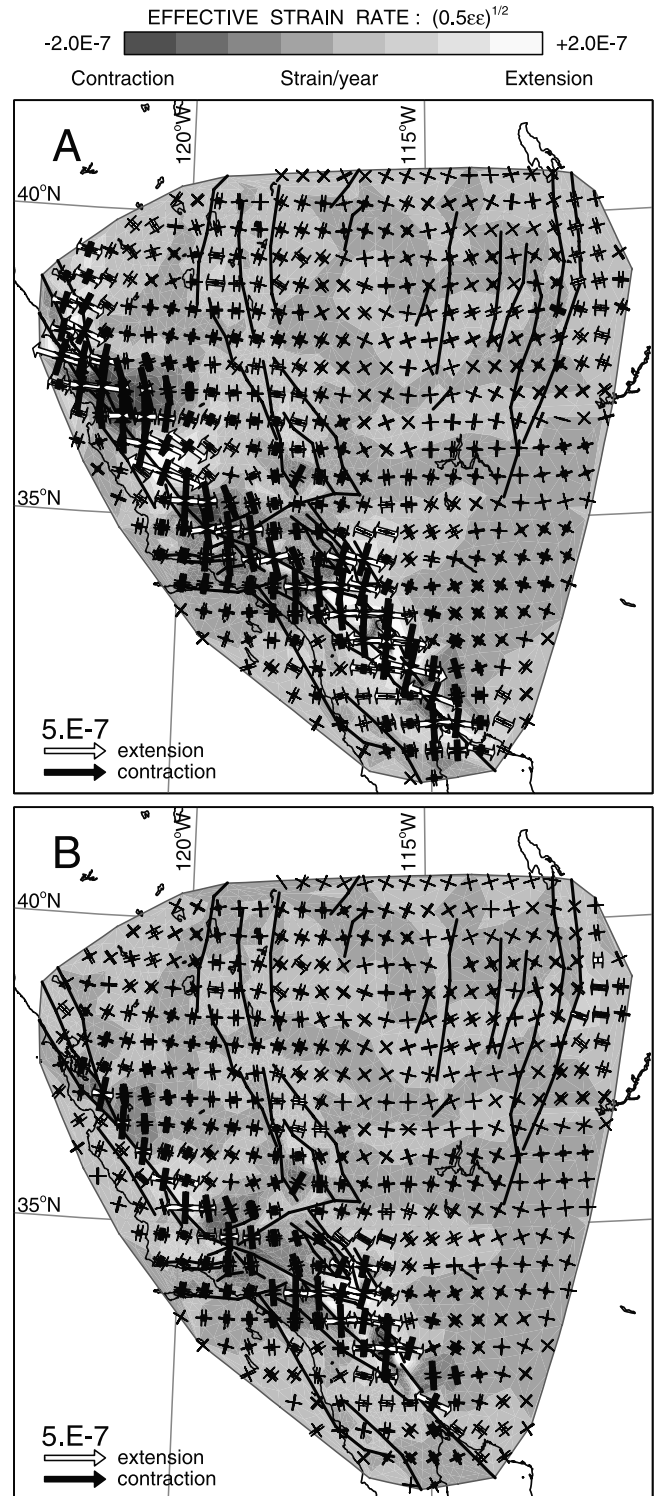 EFFECTIVE STRAIN RATE : (0.5εε)^1/2
-2.0E-7 +2.0E-7
Contraction Strain/year Extension
A
120°W
115°W
40°N
35°N
5.E-7
extension
contraction
B
120°W
115°W
40°N
35°N
5.E-7
extension
contraction